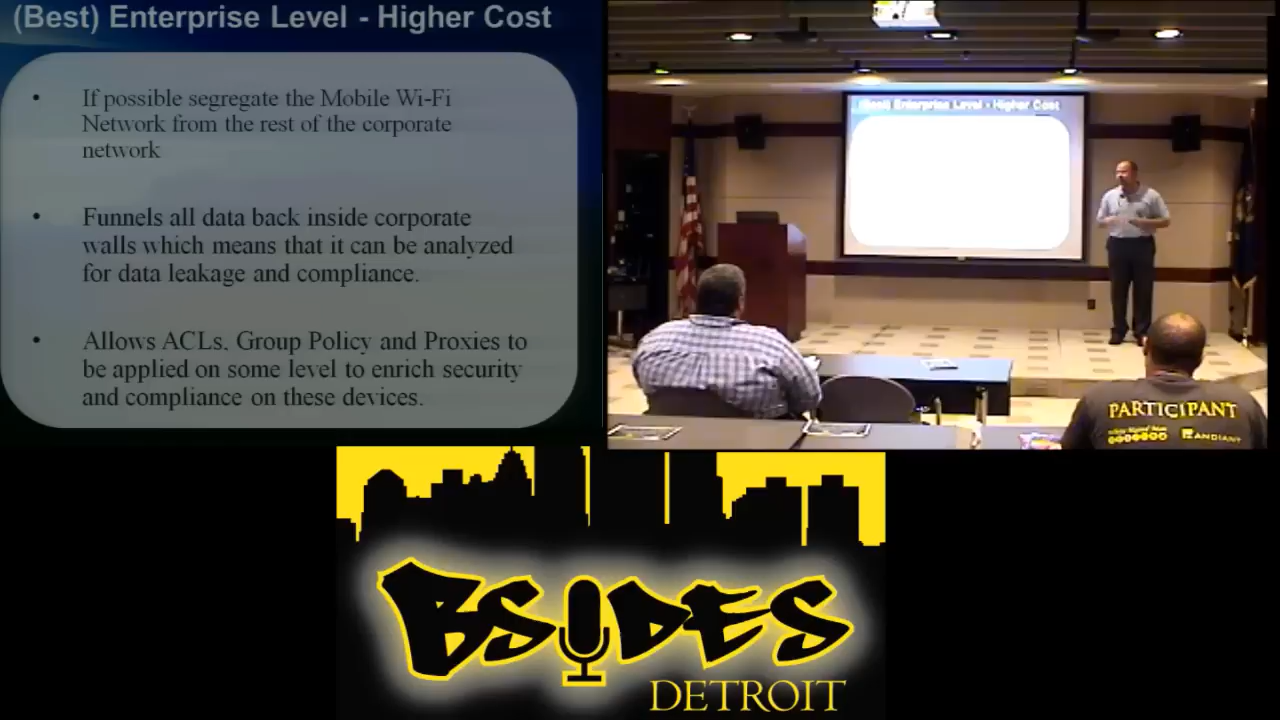 (Best) Enterprise Level - Higher Cost
• If possible segregate the Mobile Wi-Fi
Network from the rest of the corporate
network
• Funnels all data back inside corporate
walls which means that it can be analyzed
for data leakage and compliance.
• Allows ACLs, Group Policy and Proxies to
be applied on some level to enrich security
and compliance on these devices.
(Best) Enterprise Level - Higher Cost
PARTICIPANT
MANDIANT
BSIDES
DETROIT